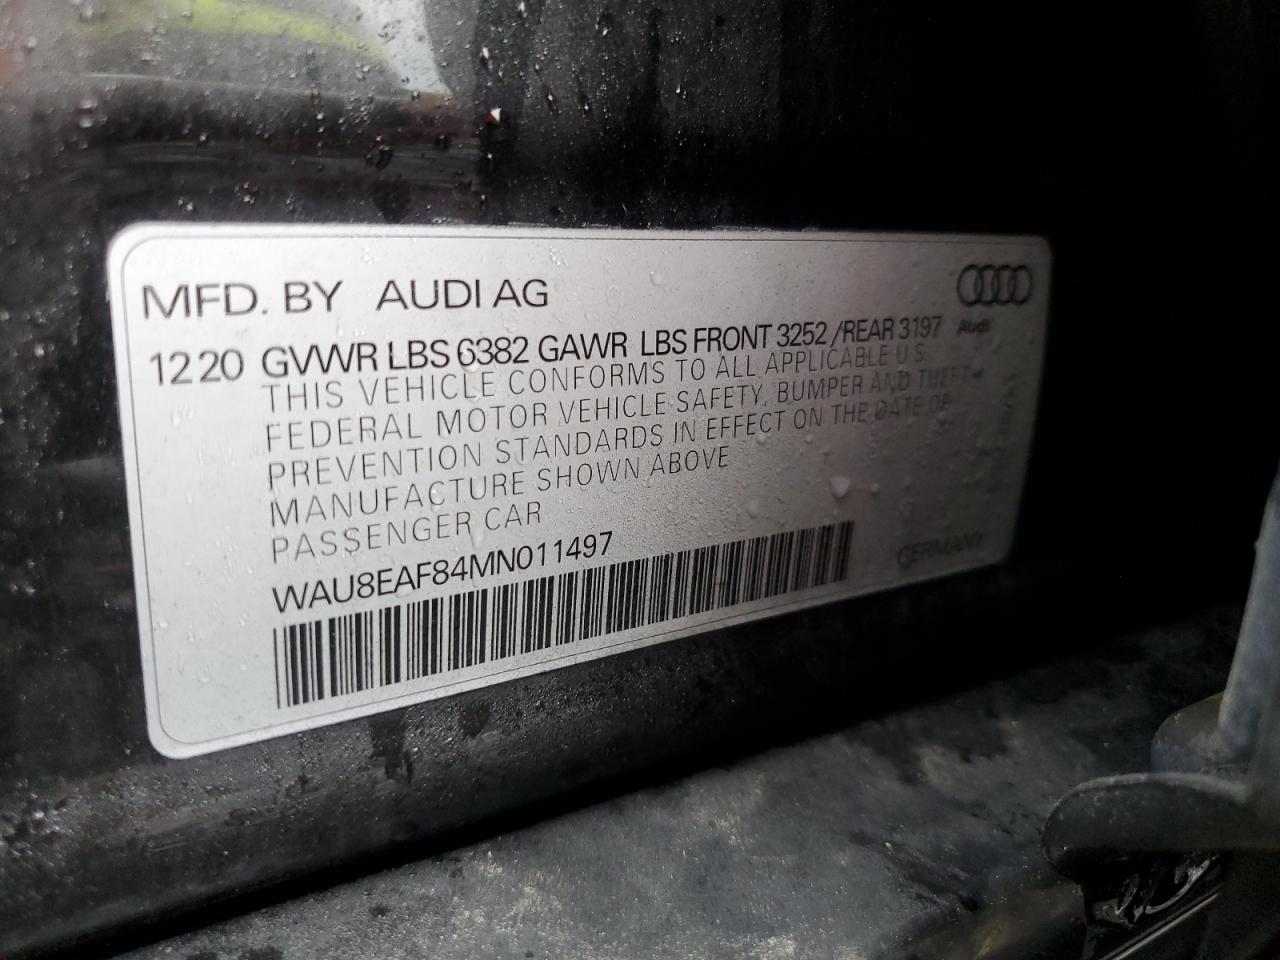 MFD. BY AUDI AG
Audi
12 20 GVWR LBS 6382 GAWR LBS FRONT 3252 /REAR 3197
THIS VEHICLE CONFORMS TO ALL APPLICABLE U S
FEDERAL MOTOR VEHICLE SAFETY, BUMPER AND THEFT
PREVENTION STANDARDS IN EFFECT ON THE DATE OF
MANUFACTURE SHOWN ABOVE
PASSENGER CAR
WAU8EAF84MN011497
GERMANY